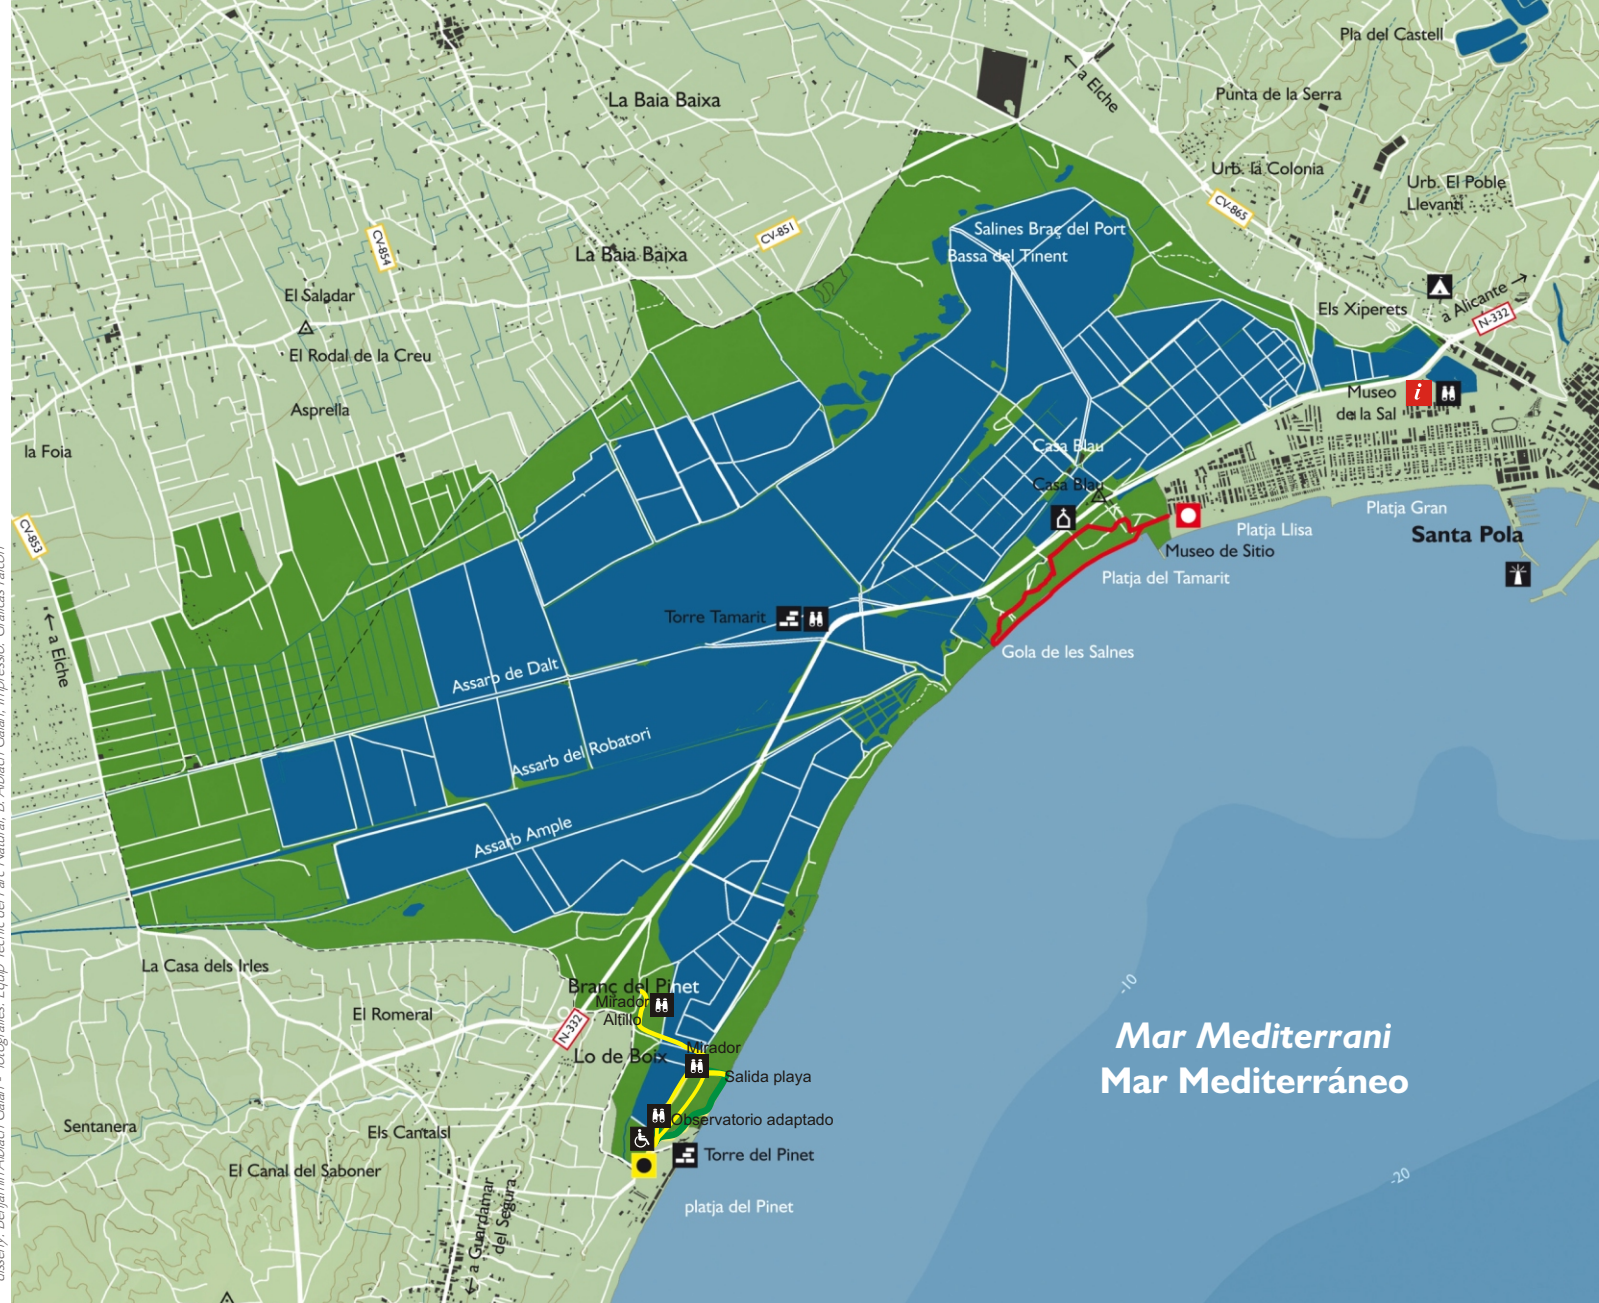 Pla del Castell
a Elche
La Baia Baixa
Punta de la Serra
Urb. la Colonia
Urb. El Poble
Llevantí
CV-865
Salines Braç del Port
CV-851
CV-854
La Baia Baixa
Bassa del Tinent
El Saladar
Els Xiperets
a Alicante
N-332
El Rodal de la Creu
Museo
de la Sal
i
Asprella
la Foia
Casa Blau
Casa Blau
Platja Gran
Platja Llisa
Santa Pola
CV-853
Museo de Sitio
Platja del Tamarit
a Elche
Torre Tamarit
Gola de les Salnes
Assarb de Dalt
Assarb del Robatori
Assarb Ample
La Casa dels Irles
Branç del Pinet
Mirador
Altillo
El Romeral
N-332
Lo de Boix
Mirador
Salida playa
-10
Mar Mediterrani
Mar Mediterráneo
Sentanera
Els Cantalsl
Observatorio adaptado
El Canal del Saboner
Torre del Pinet
-20
a Guardamar
del Segura
platja del Pinet